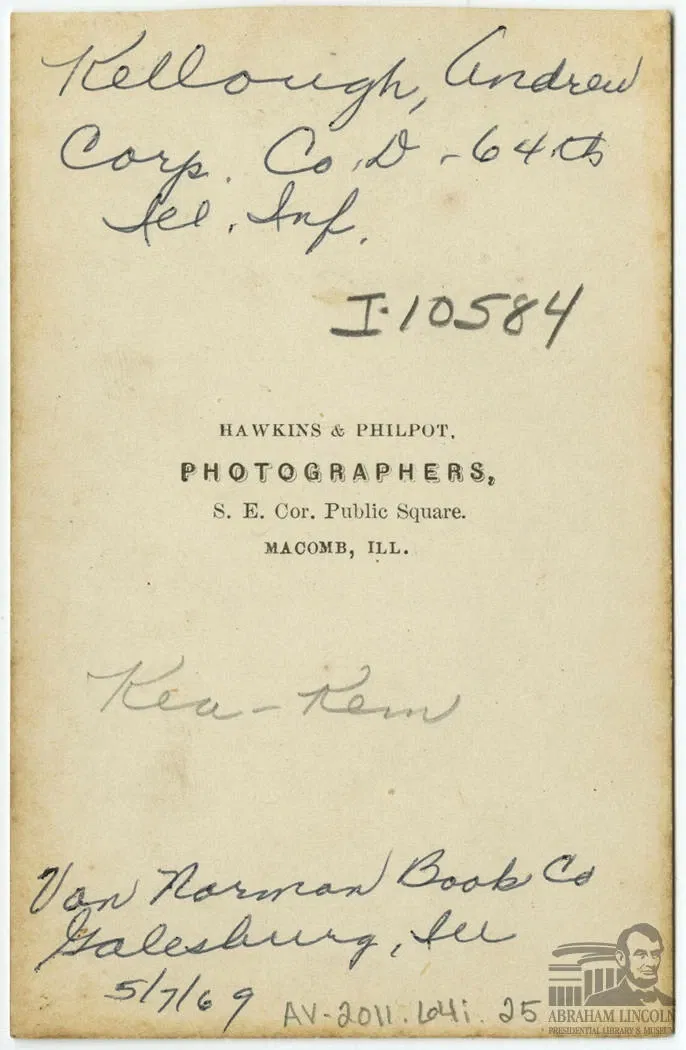 Kellough, Andrew
Corp. Co. D - 64th
Ill. Inf.
I-10584
HAWKINS & PHILPOT,
PHOTOGRAPHERS,
S. E. Cor. Public Square.
MACOMB, ILL.
Kea - Kem
Van Norman Book Co
Galesburg, Ill
5/7/69
AV-2011.64i.25
ABRAHAM LINCOLN
PRESIDENTIAL LIBRARY & MUSEUM